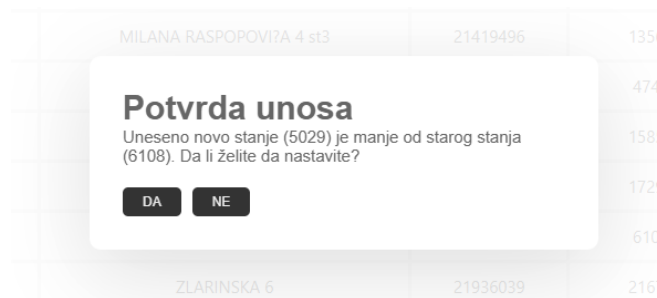 MILANA RASPOPOVI?A 4 st3 21419496
Potvrda unosa
Uneseno novo stanje (5029) je manje od starog stanja
(6108). Da li želite da nastavite?
DA NE
ZLARINSKA 6 21936039